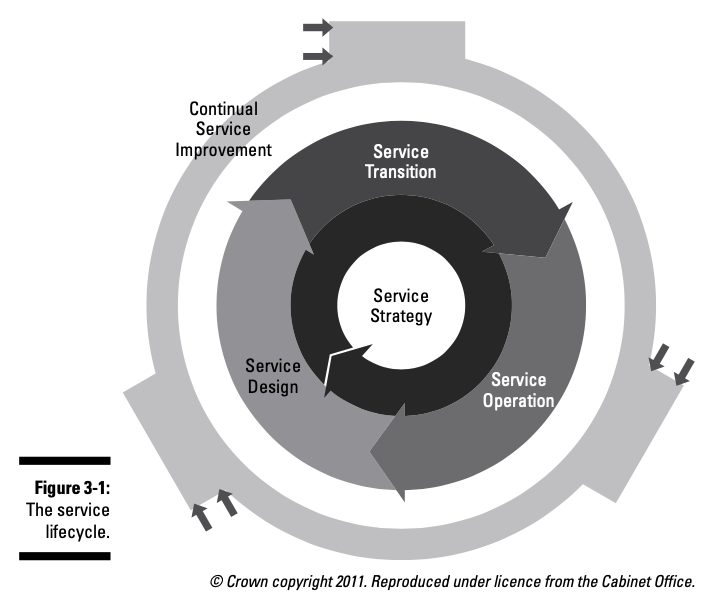 Continual
Service
Improvement
Service
Transition
Service
Strategy
Service
Design
Service
Operation
Figure 3-1:
The service
lifecycle.
© Crown copyright 2011. Reproduced under licence from the Cabinet Office.